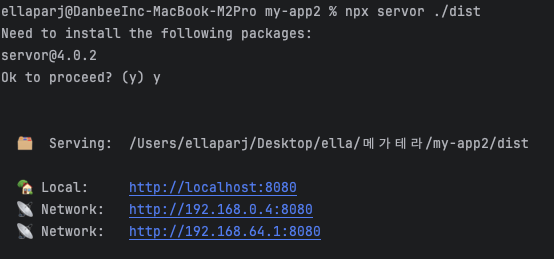 ellaparj@DanbeeInc-MacBook-M2Pro my-app2 % npx servor ./dist
Need to install the following packages:
servor@4.0.2
Ok to proceed? (y) y
Serving:  /Users/ellaparj/Desktop/ella/메가테라/my-app2/dist
Local:  http://localhost:8080
Network:  http://192.168.0.4:8080
Network:  http://192.168.64.1:8080